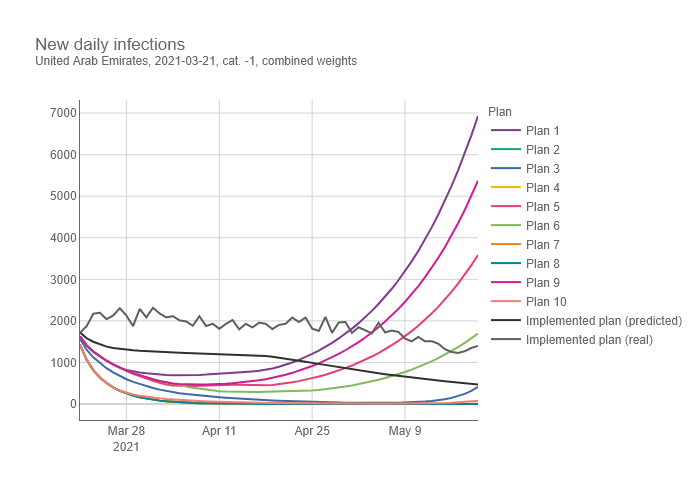 New daily infections
United Arab Emirates, 2021-03-21, cat. -1, combined weights
7000
6000
5000
4000
3000
2000
1000
0
Mar 28
2021
Apr 11
Apr 25
May 9
Plan
Plan 1
Plan 2
Plan 3
Plan 4
Plan 5
Plan 6
Plan 7
Plan 8
Plan 9
Plan 10
Implemented plan (predicted)
Implemented plan (real)